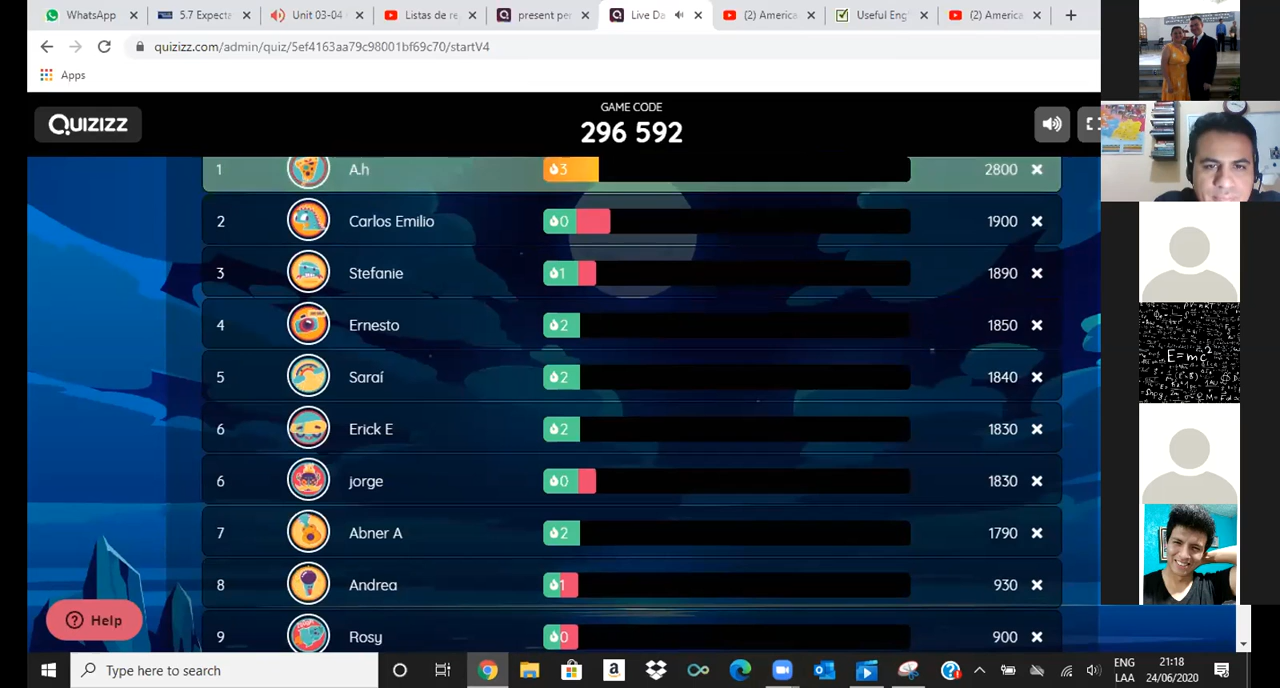 WhatsApp
5.7 Expecta
Unit 03-04
Listas de re
present per
Live Da
(2) America
Useful Eng
(2) America
quizizz.com/admin/quiz/5ef4163aa79c98001bf69c70/startV4
Apps
QUIZIZZ
GAME CODE
296 592
1 A.h 3 2800
2 Carlos Emilio 0 1900
3 Stefanie 1 1890
4 Ernesto 2 1850
5 Saraí 2 1840
6 Erick E 2 1830
6 jorge 0 1830
7 Abner A 2 1790
8 Andrea 1 930
9 Rosy 0 900
Help
E=mc²
Type here to search
ENG
LAA
21:18
24/06/2020